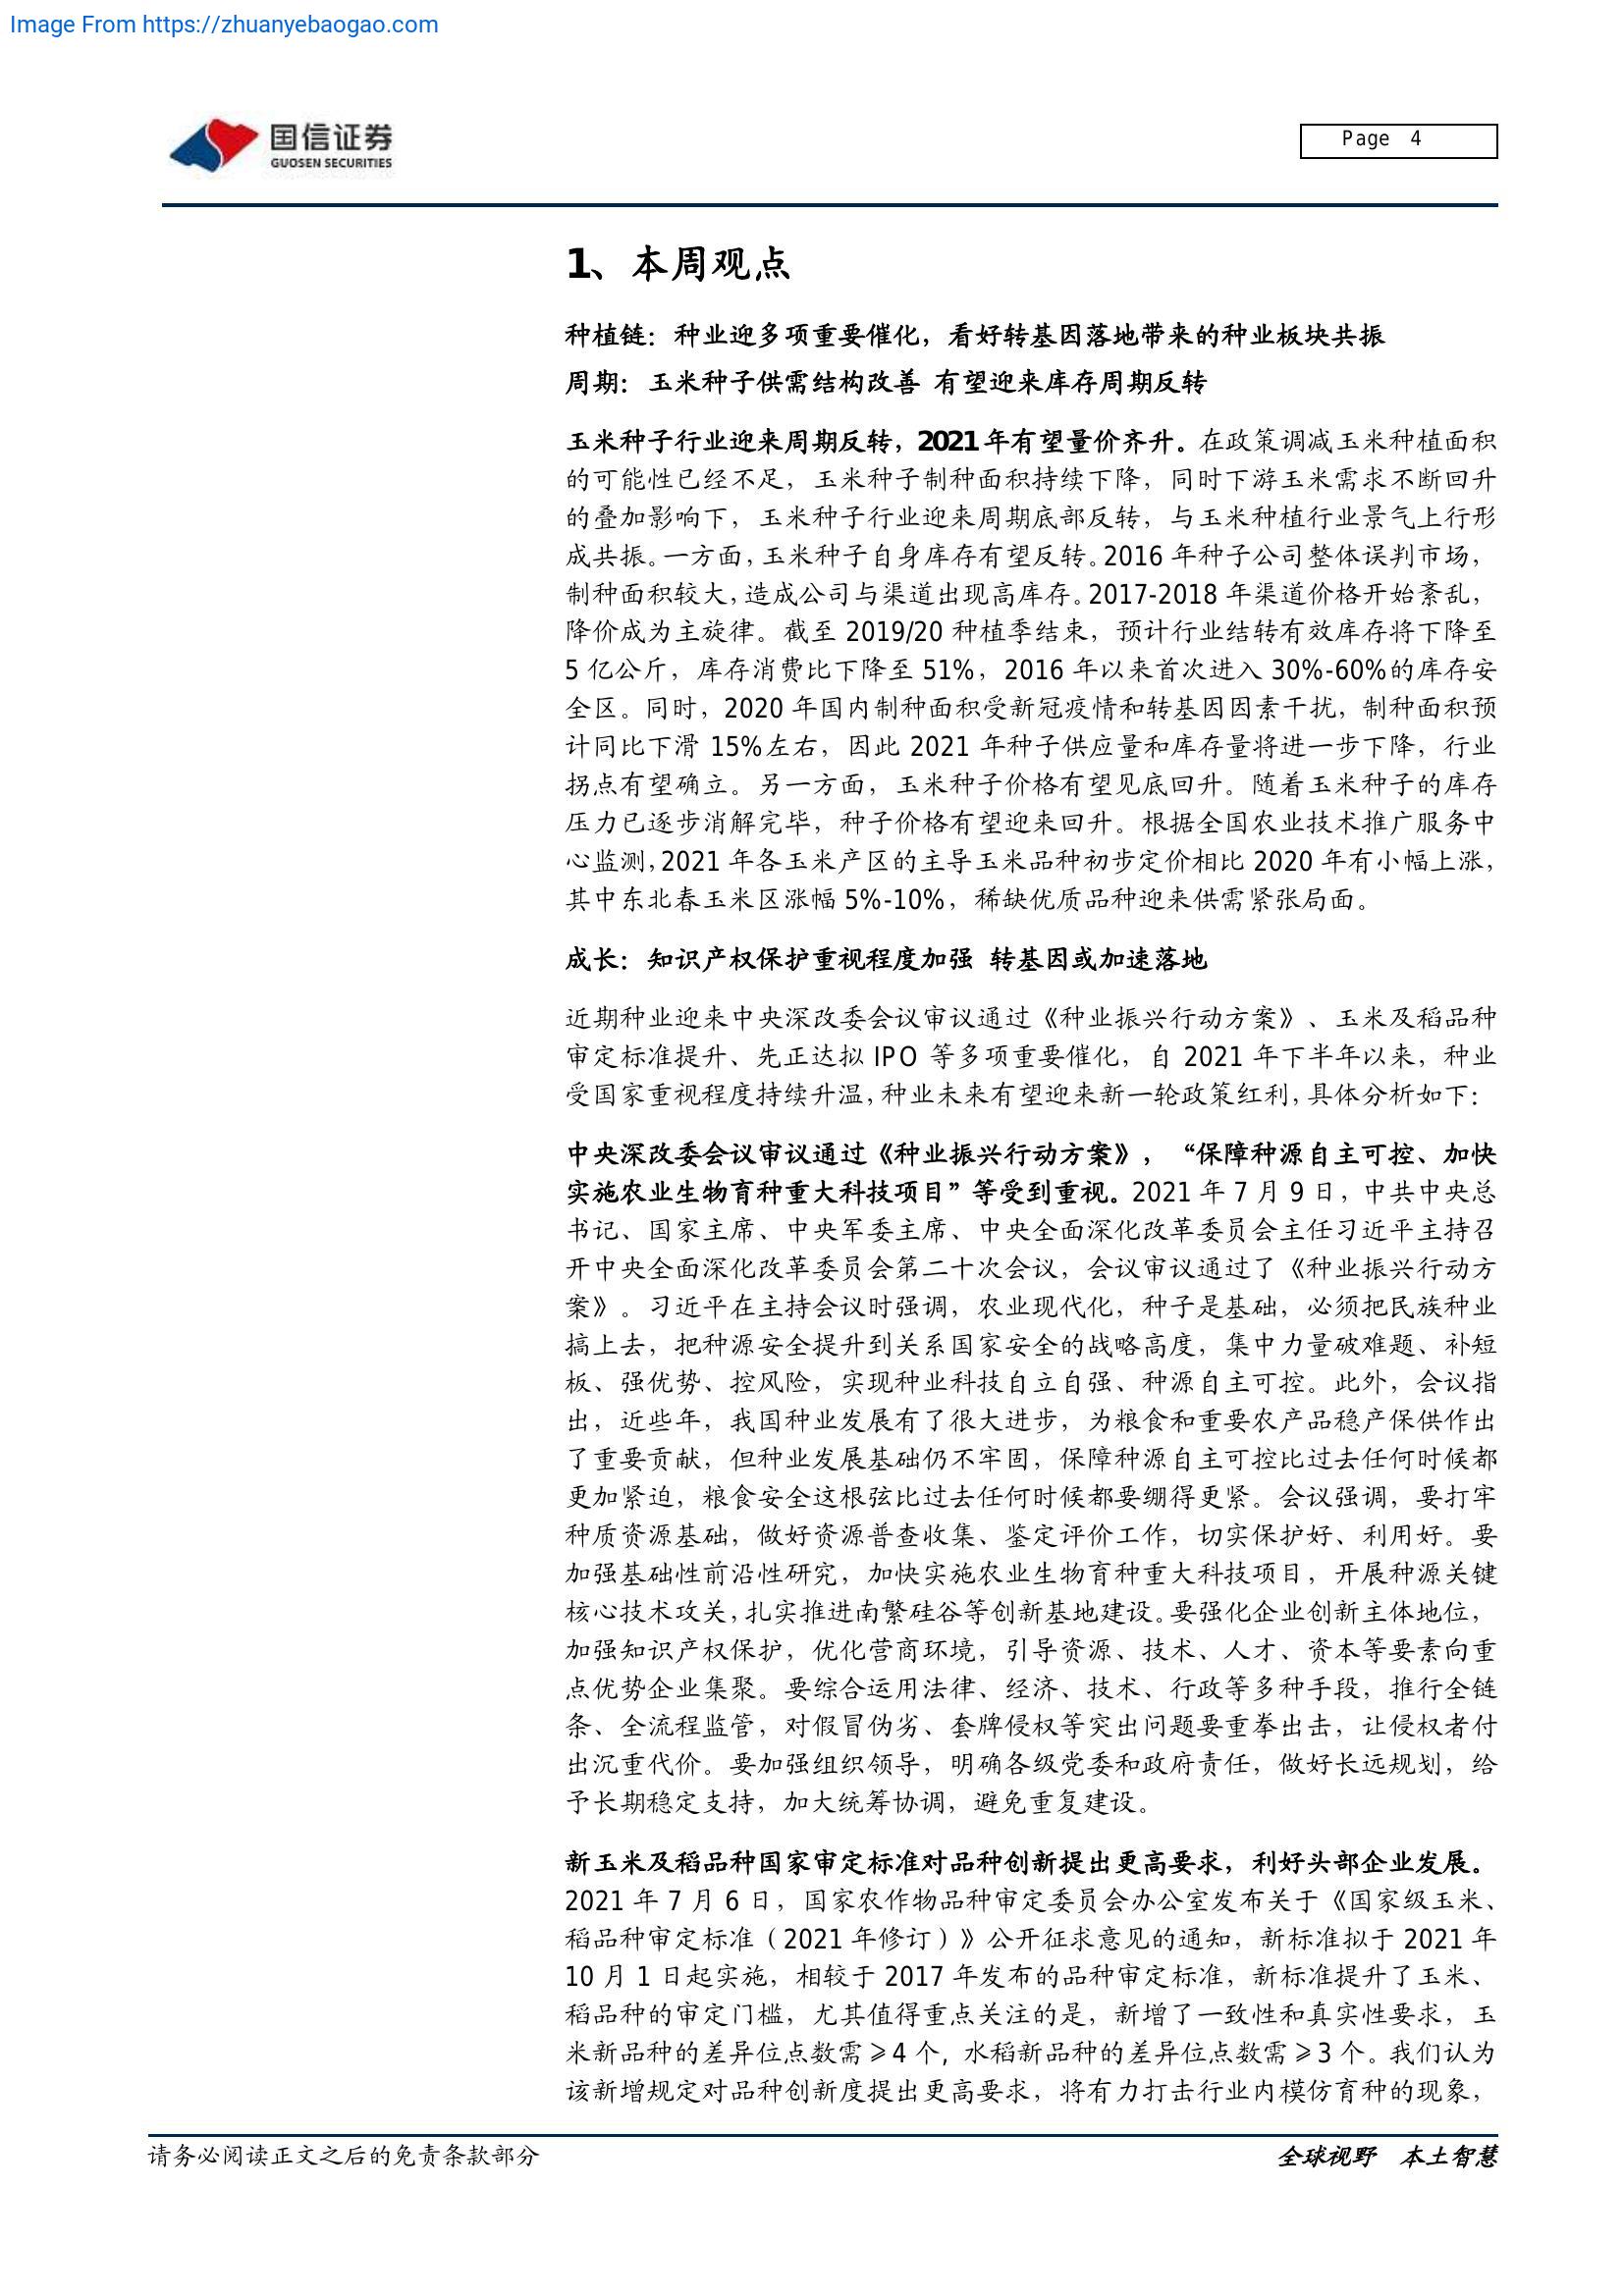 Image From https://zhuanyebaogao.com
国信证券
GUOSEN SECURITIES
Page 4
1、本周观点
种植链：种业迎多项重要催化，看好转基因落地带来的种业板块共振
周期：玉米种子供需结构改善 有望迎来库存周期反转
玉米种子行业迎来周期反转，2021年有望量价齐升。在政策调减玉米种植面积
的可能性已经不足，玉米种子制种面积持续下降，同时下游玉米需求不断回升
的叠加影响下，玉米种子行业迎来周期底部反转，与玉米种植行业景气上行形
成共振。一方面，玉米种子自身库存有望反转。2016 年种子公司整体误判市场，
制种面积较大，造成公司与渠道出现高库存。2017-2018 年渠道价格开始紊乱，
降价成为主旋律。截至 2019/20 种植季结束，预计行业结转有效库存将下降至
5 亿公斤，库存消费比下降至 51%，2016 年以来首次进入 30%-60%的库存安
全区。同时，2020 年国内制种面积受新冠疫情和转基因因素干扰，制种面积预
计同比下滑 15%左右，因此 2021 年种子供应量和库存量将进一步下降，行业
拐点有望确立。另一方面，玉米种子价格有望见底回升。随着玉米种子的库存
压力已逐步消解完毕，种子价格有望迎来回升。根据全国农业技术推广服务中
心监测，2021 年各玉米产区的主导玉米品种初步定价相比 2020 年有小幅上涨，
其中东北春玉米区涨幅 5%-10%，稀缺优质品种迎来供需紧张局面。
成长：知识产权保护重视程度加强 转基因或加速落地
近期种业迎来中央深改委会议审议通过《种业振兴行动方案》、玉米及稻品种
审定标准提升、先正达拟 IPO 等多项重要催化，自 2021 年下半年以来，种业
受国家重视程度持续升温，种业未来有望迎来新一轮政策红利，具体分析如下：
中央深改委会议审议通过《种业振兴行动方案》，“保障种源自主可控、加快
实施农业生物育种重大科技项目”等受到重视。2021 年 7 月 9 日，中共中央总
书记、国家主席、中央军委主席、中央全面深化改革委员会主任习近平主持召
开中央全面深化改革委员会第二十次会议，会议审议通过了《种业振兴行动方
案》。习近平在主持会议时强调，农业现代化，种子是基础，必须把民族种业
搞上去，把种源安全提升到关系国家安全的战略高度，集中力量破难题、补短
板、强优势、控风险，实现种业科技自立自强、种源自主可控。此外，会议指
出，近些年，我国种业发展有了很大进步，为粮食和重要农产品稳产保供作出
了重要贡献，但种业发展基础仍不牢固，保障种源自主可控比过去任何时候都
更加紧迫，粮食安全这根弦比过去任何时候都要绷得更紧。会议强调，要打牢
种质资源基础，做好资源普查收集、鉴定评价工作，切实保护好、利用好。要
加强基础性前沿性研究，加快实施农业生物育种重大科技项目，开展种源关键
核心技术攻关，扎实推进南繁硅谷等创新基地建设。要强化企业创新主体地位，
加强知识产权保护，优化营商环境，引导资源、技术、人才、资本等要素向重
点优势企业集聚。要综合运用法律、经济、技术、行政等多种手段，推行全链
条、全流程监管，对假冒伪劣、套牌侵权等突出问题要重拳出击，让侵权者付
出沉重代价。要加强组织领导，明确各级党委和政府责任，做好长远规划，给
予长期稳定支持，加大统筹协调，避免重复建设。
新玉米及稻品种国家审定标准对品种创新提出更高要求，利好头部企业发展。
2021 年 7 月 6 日，国家农作物品种审定委员会办公室发布关于《国家级玉米、
稻品种审定标准（2021 年修订）》公开征求意见的通知，新标准拟于 2021 年
10 月 1 日起实施，相较于 2017 年发布的品种审定标准，新标准提升了玉米、
稻品种的审定门槛，尤其值得重点关注的是，新增了一致性和真实性要求，玉
米新品种的差异位点数需≥4 个, 水稻新品种的差异位点数需≥3 个。我们认为
该新增规定对品种创新度提出更高要求，将有力打击行业内模仿育种的现象，
请务必阅读正文之后的免责条款部分
全球视野 本土智慧